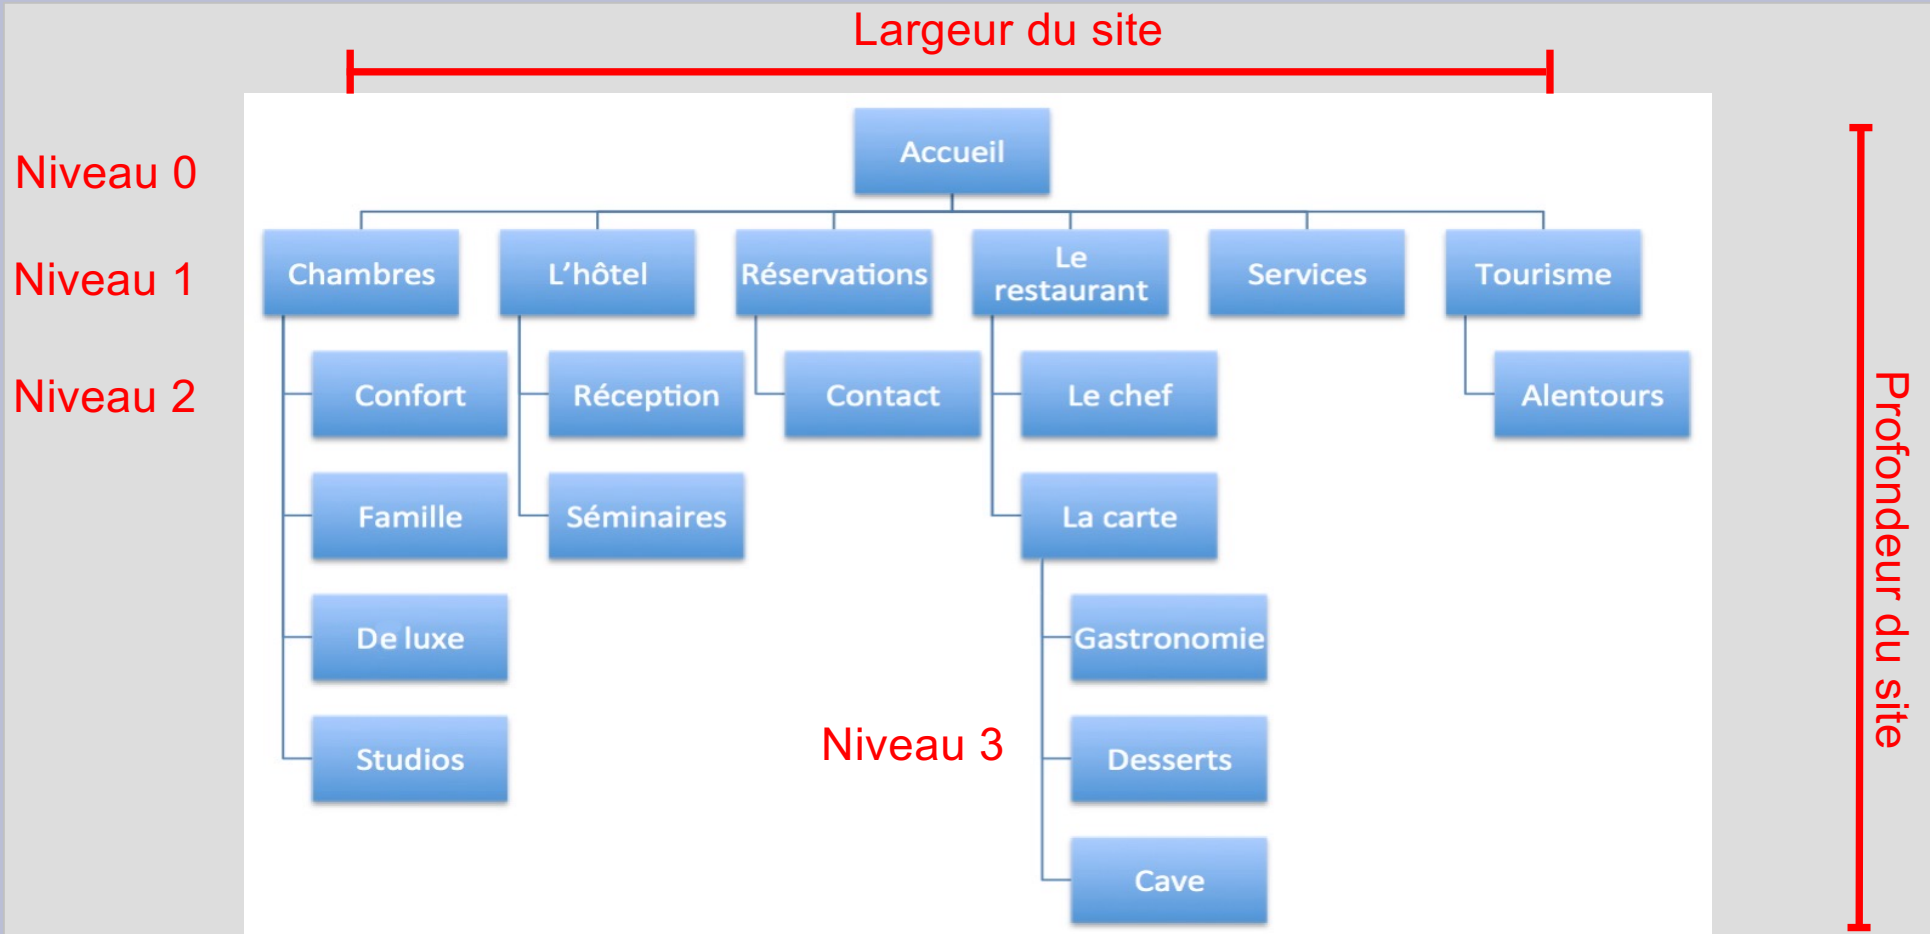 Largeur du site
Niveau 0
Accueil
Niveau 1
Chambres
L’hôtel
Réservations
Le
restaurant
Services
Tourisme
Niveau 2
Confort
Réception
Contact
Le chef
Alentours
Famille
Séminaires
La carte
De luxe
Gastronomie
Niveau 3
Studios
Desserts
Cave
Profondeur du site